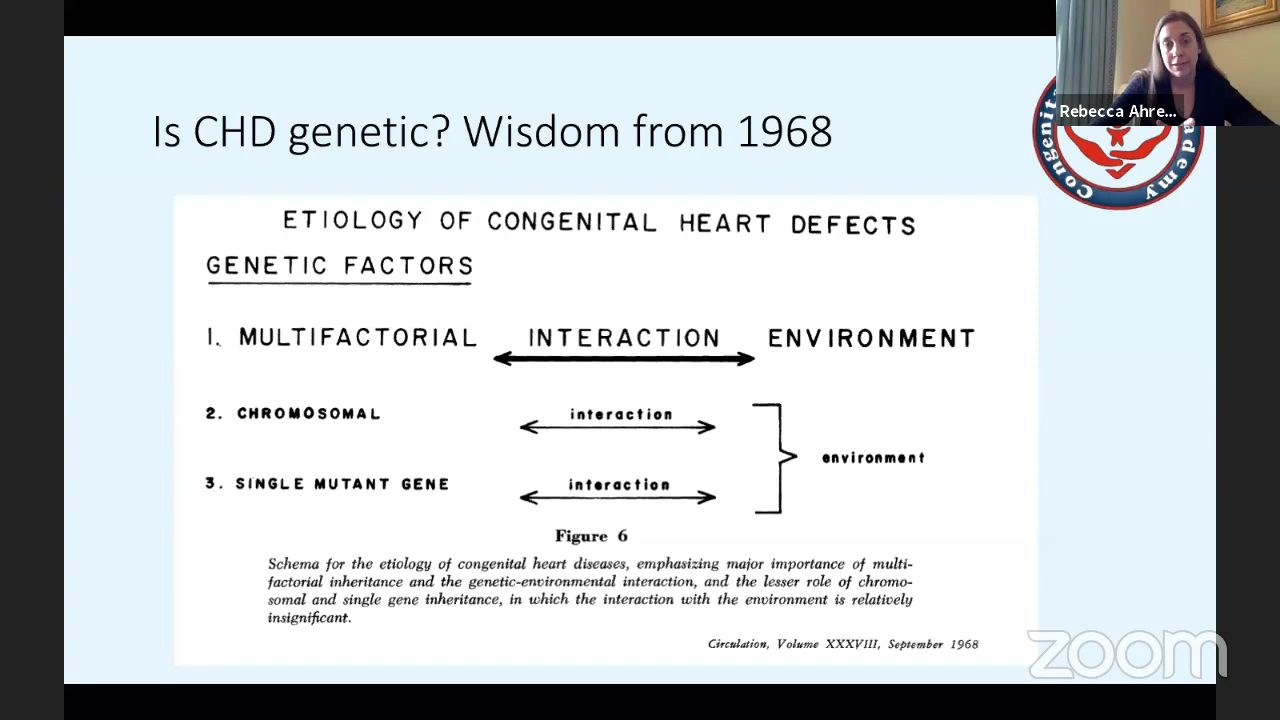 Is CHD genetic? Wisdom from 1968
Rebecca Ahre...
Congenit
ademy
ETIOLOGY OF CONGENITAL HEART DEFECTS
GENETIC FACTORS
1. MULTIFACTORIAL INTERACTION ENVIRONMENT
2. CHROMOSOMAL interaction
environment
3. SINGLE MUTANT GENE interaction
Figure 6
Schema for the etiology of congenital heart diseases, emphasizing major importance of multi-
factorial inheritance and the genetic-environmental interaction, and the lesser role of chromo-
somal and single gene inheritance, in which the interaction with the environment is relatively
insignificant.
Circulation, Volume XXXVIII, September 1968
zoom